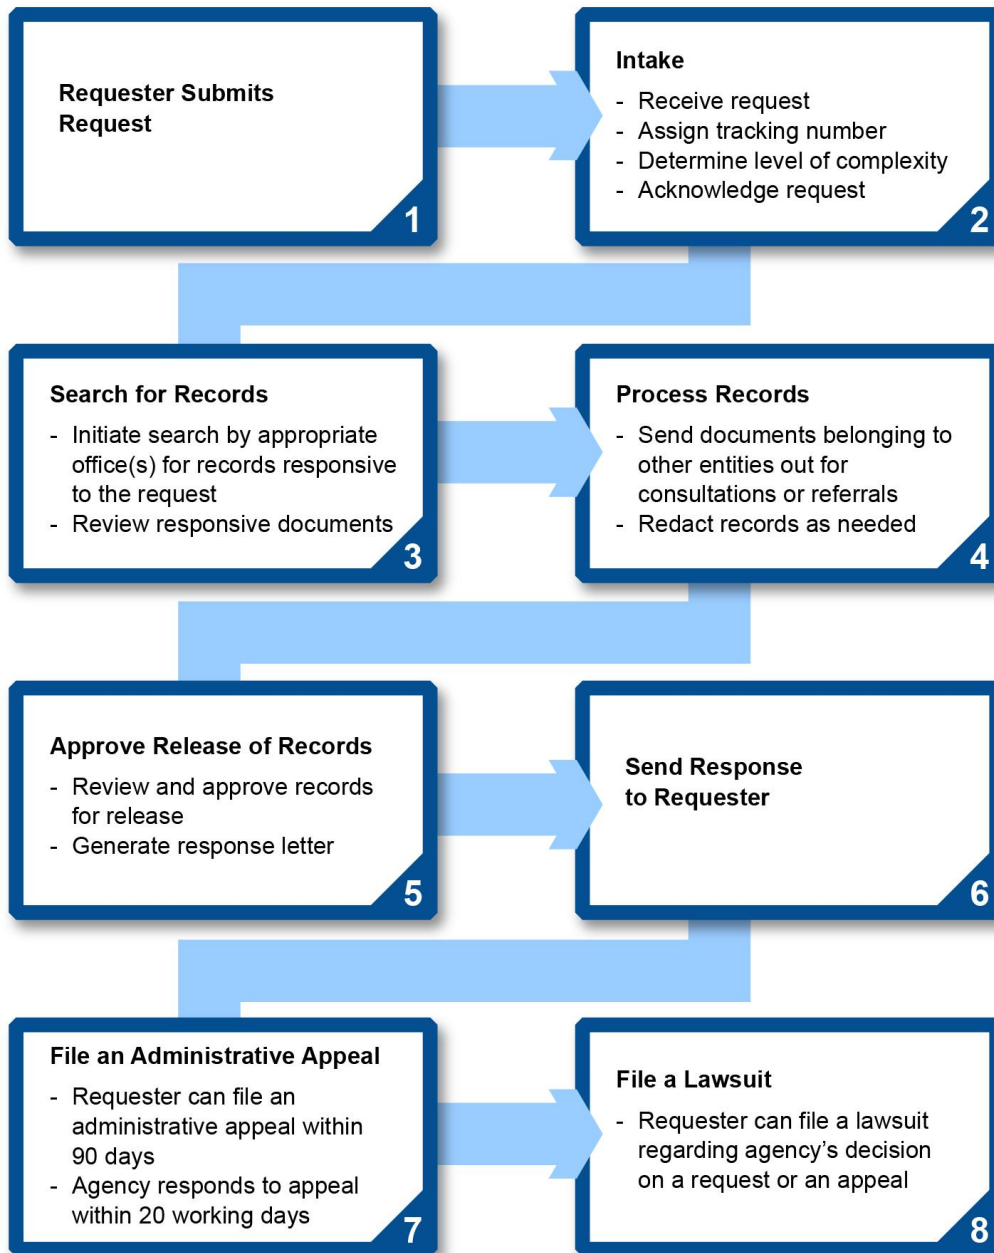 Requester Submits
Request
1
Intake
- Receive request
- Assign tracking number
- Determine level of complexity
- Acknowledge request
2
Search for Records
- Initiate search by appropriate
office(s) for records responsive
to the request
- Review responsive documents
3
Process Records
- Send documents belonging to
other entities out for
consultations or referrals
- Redact records as needed
4
Approve Release of Records
- Review and approve records
for release
- Generate response letter
5
Send Response
to Requester
6
File an Administrative Appeal
- Requester can file an
administrative appeal within
90 days
- Agency responds to appeal
within 20 working days
7
File a Lawsuit
- Requester can file a lawsuit
regarding agency’s decision
on a request or an appeal
8